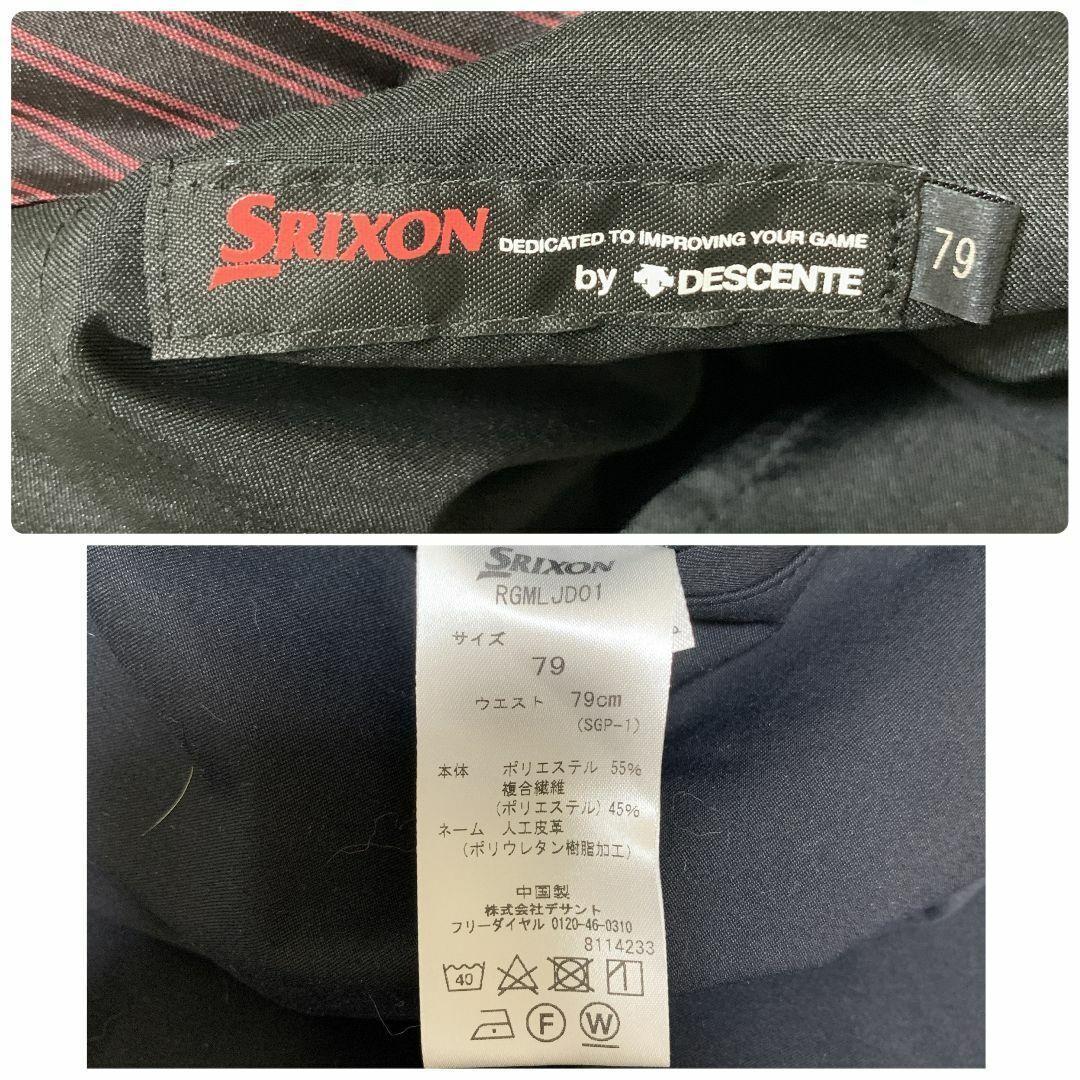 SRIXON DEDICATED TO IMPROVING YOUR GAME
by DESCENTE
79
SRIXON
RGMLJD01
サイズ
79
ウエスト 79cm
(SGP-1)
本体 ポリエステル 55%
複合繊維
(ポリエステル) 45%
ネーム 人工皮革
(ポリウレタン樹脂加工)
中国製
株式会社デサント
フリーダイヤル 0120-46-0310
8114233
40
F W